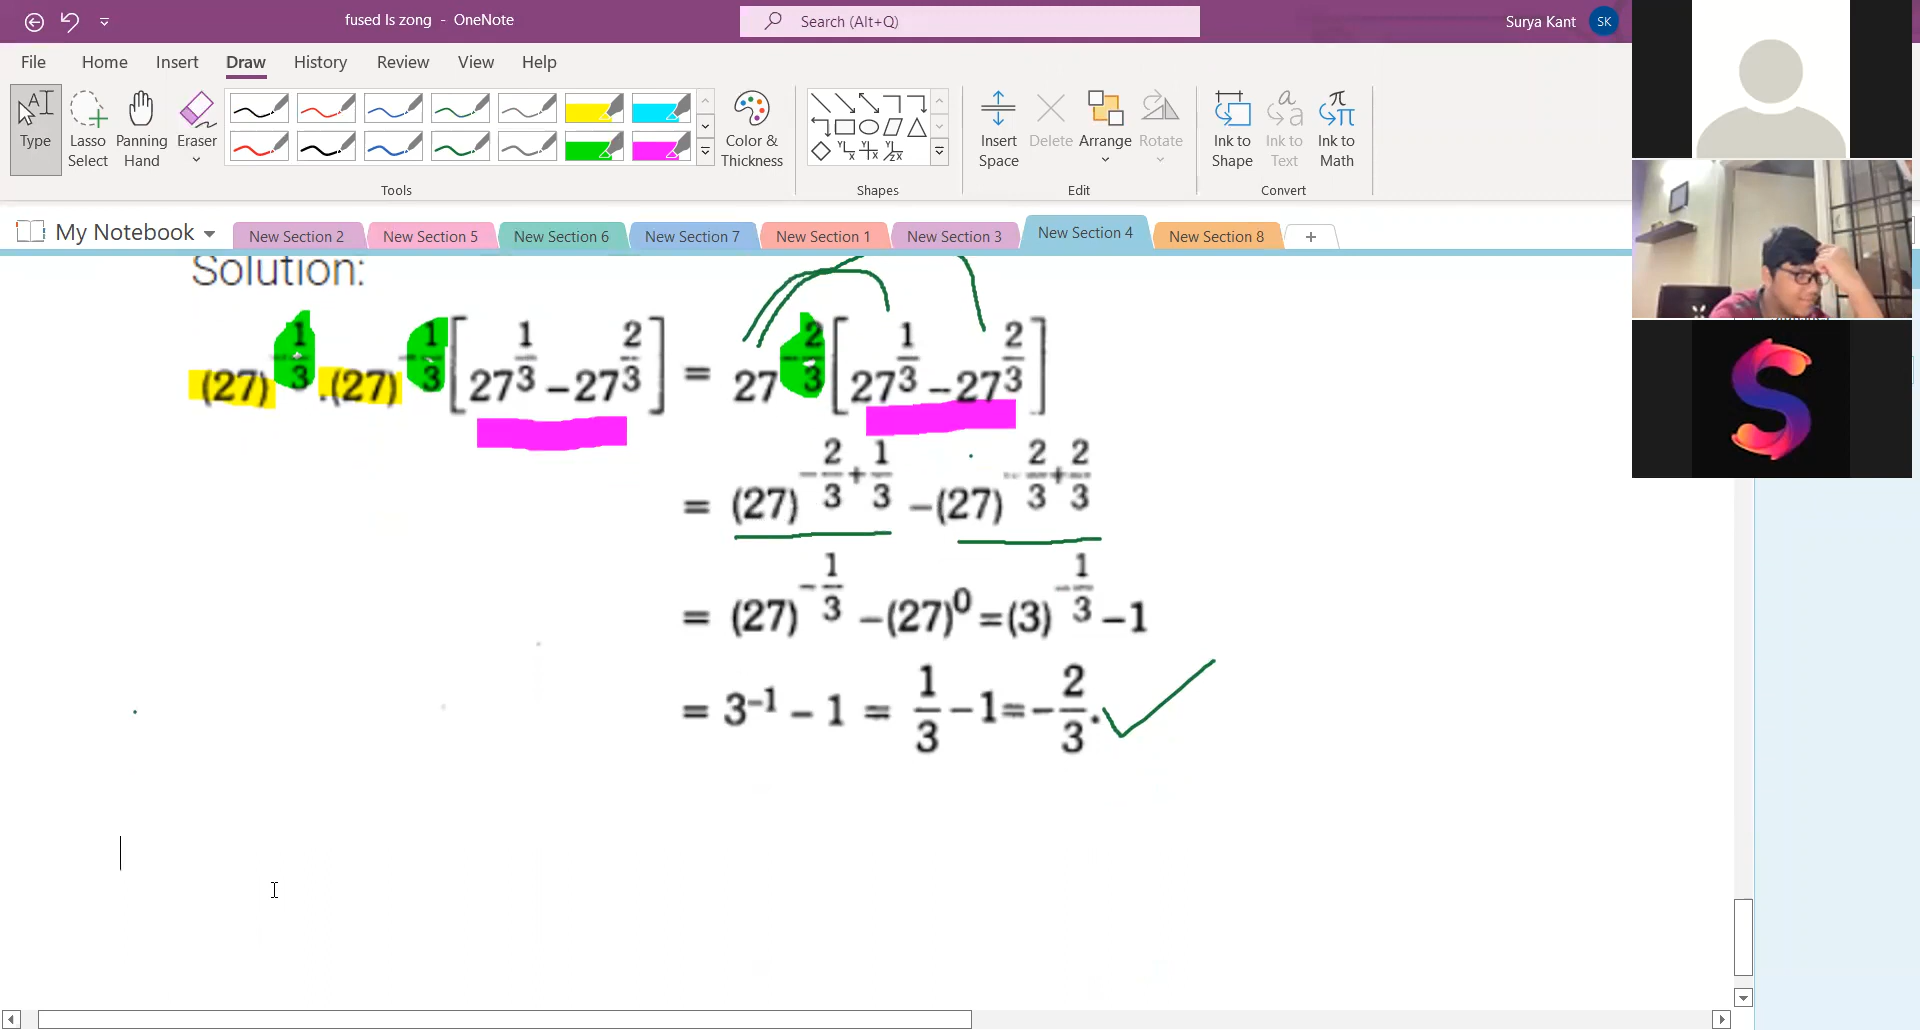 fused Is zong - OneNote
Search (Alt+Q)
Surya Kant SK
File Home Insert Draw History Review View Help
Type
Lasso Select
Panning Hand
Eraser
Color & Thickness
Insert Space
Delete
Arrange
Rotate
Ink to Shape
Ink to Text
Ink to Math
Tools Shapes Edit Convert
My Notebook New Section 2 New Section 5 New Section 6 New Section 7 New Section 1 New Section 3 New Section 4 New Section 8 +
Solution:
(27)^{-1/3} . (27)^{-1/3} [27^{1/3} – 27^{2/3}] = 27^{-2/3} [27^{1/3} – 27^{2/3}]
= (27)^{-2/3+1/3} – (27)^{-2/3+2/3}
= (27)^{-1/3} – (27)^0 = (3)^{-1/3} – 1
= 3^{-1} – 1 = 1/3 – 1 = – 2/3.